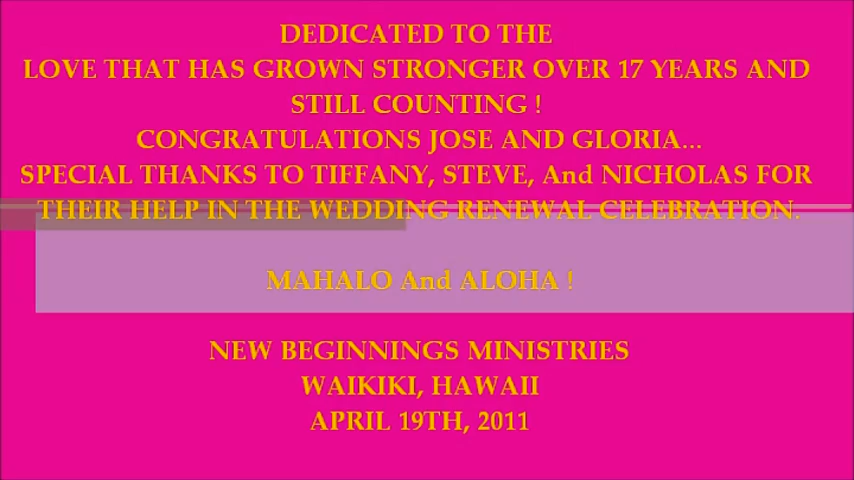 DEDICATED TO THE
LOVE THAT HAS GROWN STRONGER OVER 17 YEARS AND
STILL COUNTING !
CONGRATULATIONS JOSE AND GLORIA...
SPECIAL THANKS TO TIFFANY, STEVE, And NICHOLAS FOR
THEIR HELP IN THE WEDDING RENEWAL CELEBRATION.
MAHALO And ALOHA !
NEW BEGINNINGS MINISTRIES
WAIKIKI, HAWAII
APRIL 19TH, 2011